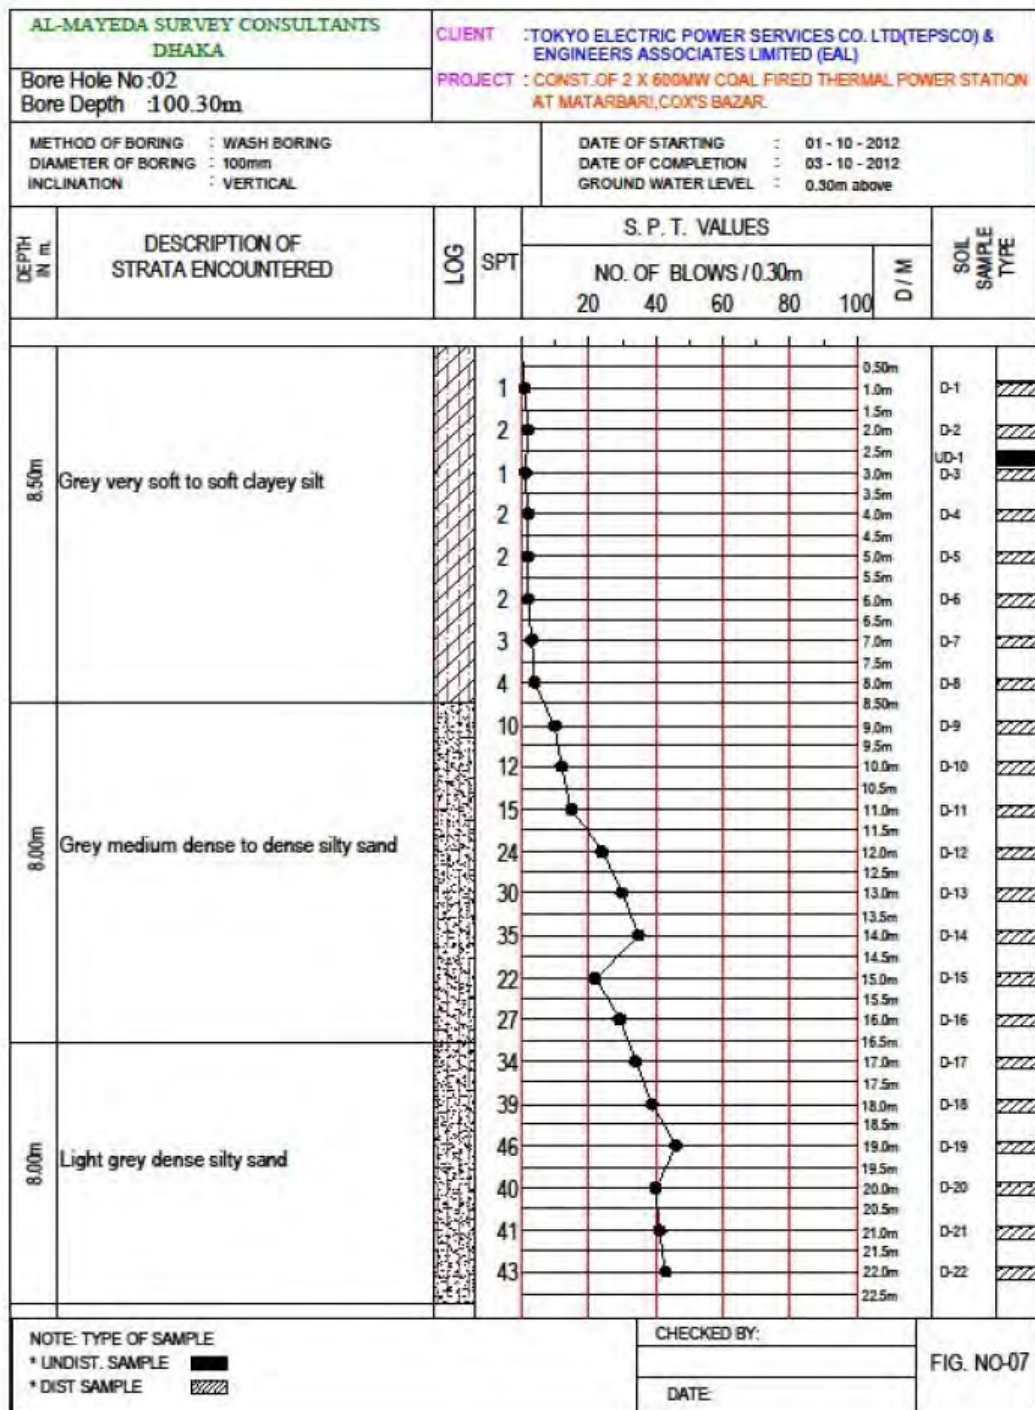 AL-MAYEDA SURVEY CONSULTANTS
DHAKA
Bore Hole No :02
Bore Depth :100.30m
CLIENT :TOKYO ELECTRIC POWER SERVICES CO. LTD(TEPSCO) &
ENGINEERS ASSOCIATES LIMITED (EAL)
PROJECT : CONST.OF 2 X 600MW COAL FIRED THERMAL POWER STATION
AT MATARBARI,COX'S BAZAR.
METHOD OF BORING : WASH BORING
DIAMETER OF BORING : 100mm
INCLINATION : VERTICAL
DATE OF STARTING : 01 - 10 - 2012
DATE OF COMPLETION : 03 - 10 - 2012
GROUND WATER LEVEL : 0.30m above
DEPTH
IN m.
DESCRIPTION OF
STRATA ENCOUNTERED
LOG
SPT
S. P. T. VALUES
NO. OF BLOWS / 0.30m
20 40 60 80 100
D / M
SOIL
SAMPLE
TYPE
0.50m
1 1.0m D-1
1.5m
2 2.0m D-2
2.5m UD-1
8.50m Grey very soft to soft clayey silt 1 3.0m D-3
3.5m
2 4.0m D-4
4.5m
2 5.0m D-5
5.5m
2 6.0m D-6
6.5m
3 7.0m D-7
7.5m
4 8.0m D-8
8.50m
10 9.0m D-9
9.5m
12 10.0m D-10
10.5m
15 11.0m D-11
11.5m
8.00m Grey medium dense to dense silty sand 24 12.0m D-12
12.5m
30 13.0m D-13
13.5m
35 14.0m D-14
14.5m
22 15.0m D-15
15.5m
27 16.0m D-16
16.5m
34 17.0m D-17
17.5m
39 18.0m D-18
18.5m
8.00m Light grey dense silty sand 46 19.0m D-19
19.5m
40 20.0m D-20
20.5m
41 21.0m D-21
21.5m
43 22.0m D-22
22.5m
NOTE: TYPE OF SAMPLE
* UNDIST. SAMPLE
* DIST SAMPLE
CHECKED BY:
DATE:
FIG. NO-07